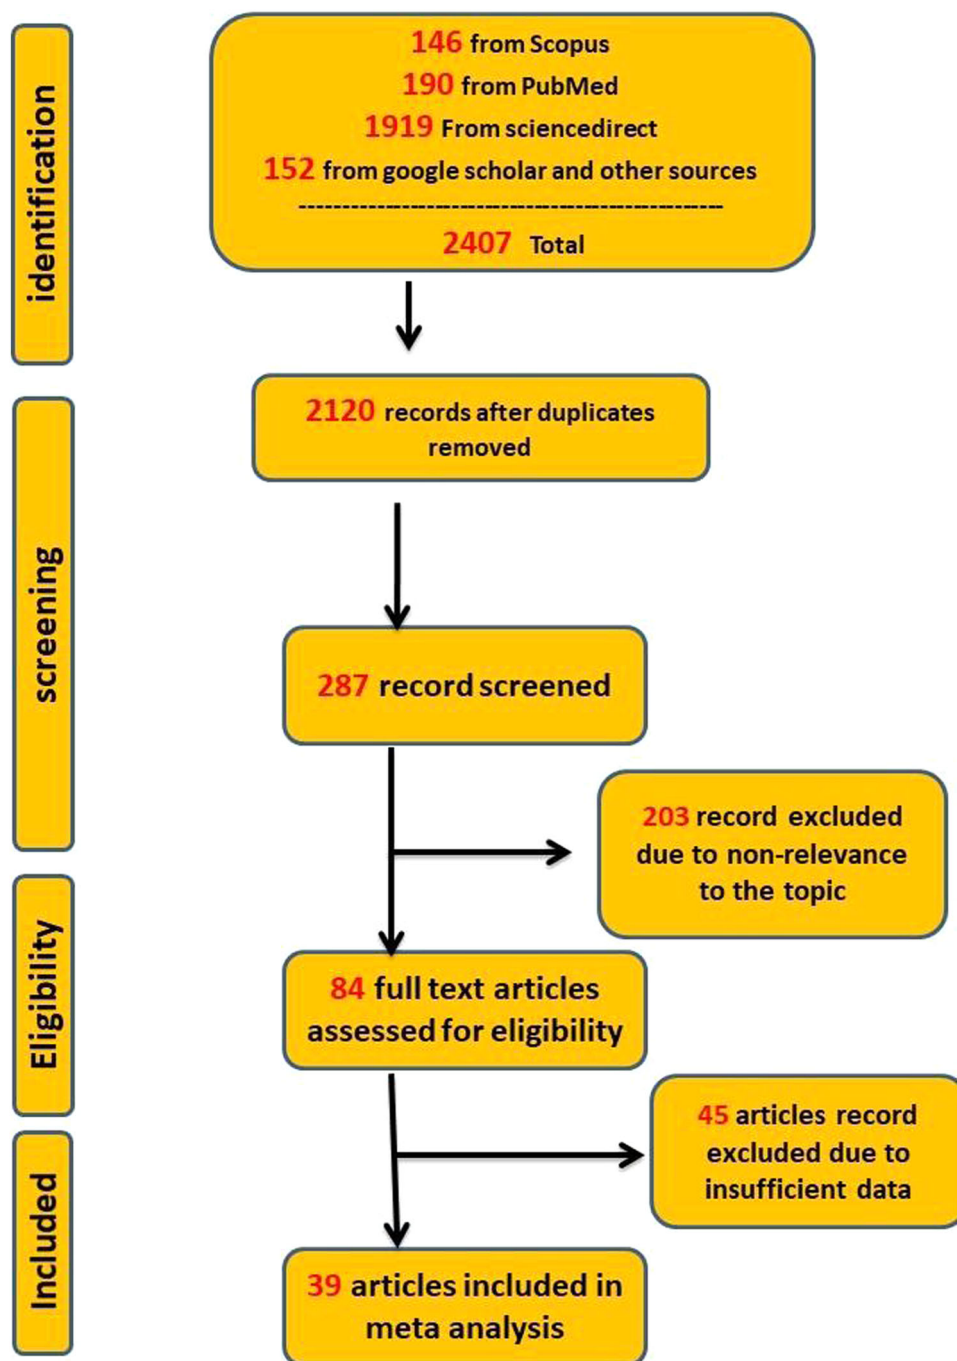 identification
146 from Scopus
190 from PubMed
1919 From sciencedirect
152 from google scholar and other sources
------------------------------------------------
2407 Total
screening
2120 records after duplicates
removed
287 record screened
203 record excluded
due to non-relevance
to the topic
Eligibility
84 full text articles
assessed for eligibility
45 articles record
excluded due to
insufficient data
Included
39 articles included in
meta analysis